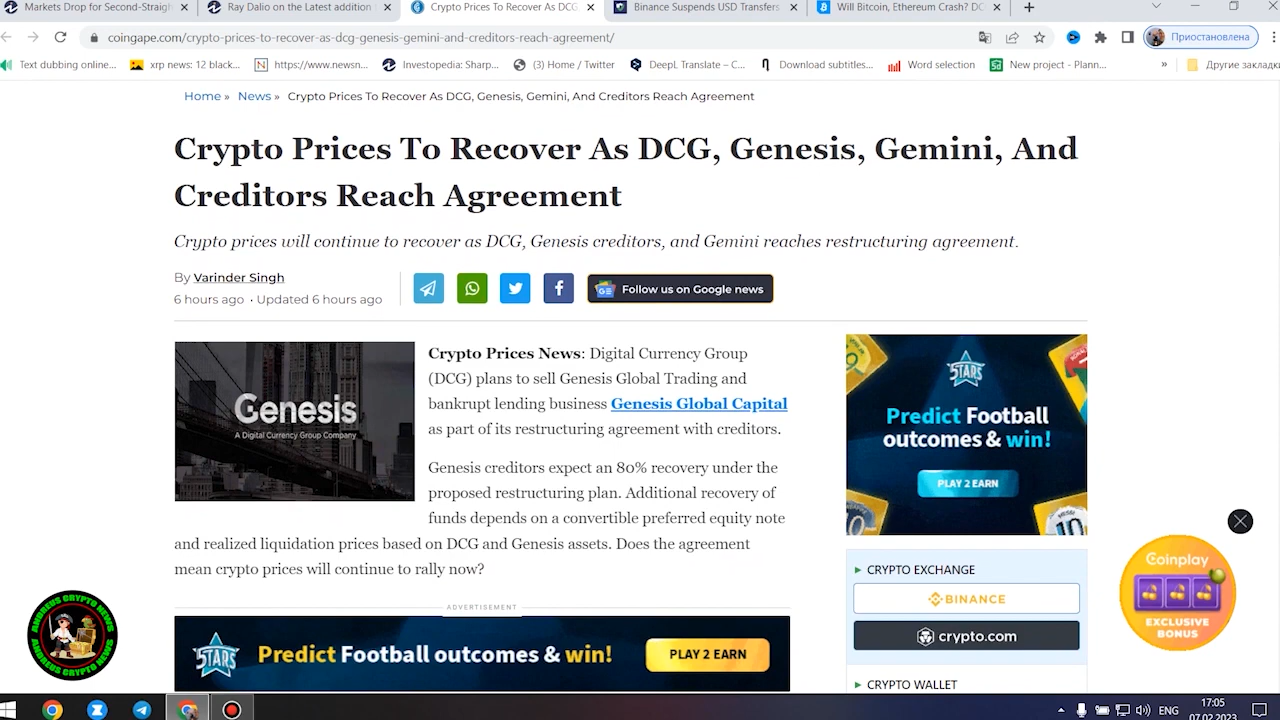 Markets Drop for Second-Straigh
Ray Dalio on the Latest addition
Crypto Prices To Recover As DCG,
Binance Suspends USD Transfers
Will Bitcoin, Ethereum Crash? DC
coingape.com/crypto-prices-to-recover-as-dcg-genesis-gemini-and-creditors-reach-agreement/
Приостановлена
Text dubbing online...
xrp news: 12 black...
https://www.newsn...
Investopedia: Sharp...
(3) Home / Twitter
DeepL Translate – C...
Download subtitles...
Word selection
New project - Plann...
»
Другие закладки
Home » News » Crypto Prices To Recover As DCG, Genesis, Gemini, And Creditors Reach Agreement
Crypto Prices To Recover As DCG, Genesis, Gemini, And
Creditors Reach Agreement
Crypto prices will continue to recover as DCG, Genesis creditors, and Gemini reaches restructuring agreement.
By Varinder Singh
6 hours ago · Updated 6 hours ago
Follow us on Google news
Genesis
A Digital Currency Group Company
Crypto Prices News: Digital Currency Group
(DCG) plans to sell Genesis Global Trading and
bankrupt lending business Genesis Global Capital
as part of its restructuring agreement with creditors.
Genesis creditors expect an 80% recovery under the
proposed restructuring plan. Additional recovery of
funds depends on a convertible preferred equity note
and realized liquidation prices based on DCG and Genesis assets. Does the agreement
mean crypto prices will continue to rally now?
ADVERTISEMENT
STARS
Predict Football outcomes & win!
PLAY 2 EARN
STARS
Predict Football
outcomes & win!
PLAY 2 EARN
CRYPTO EXCHANGE
BINANCE
crypto.com
CRYPTO WALLET
Coinplay
EXCLUSIVE
BONUS
ANDREUS CRYPTO NEWS
ANDREUS CRYPTO NEWS
ENG
17:05
07.02.2023